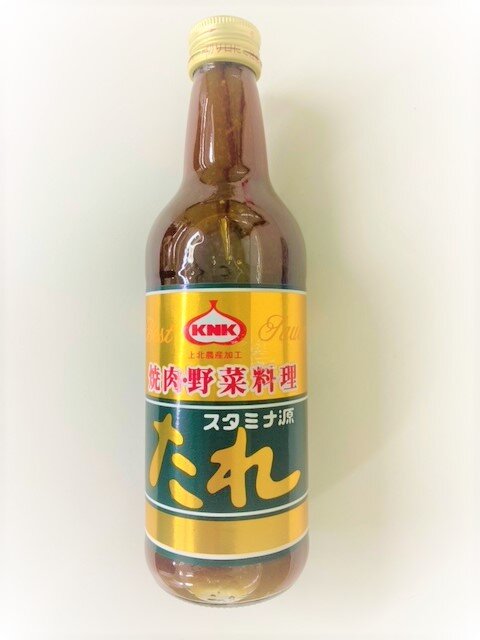 KNK
上北農産加工
焼肉・野菜料理
スタミナ源
たれ